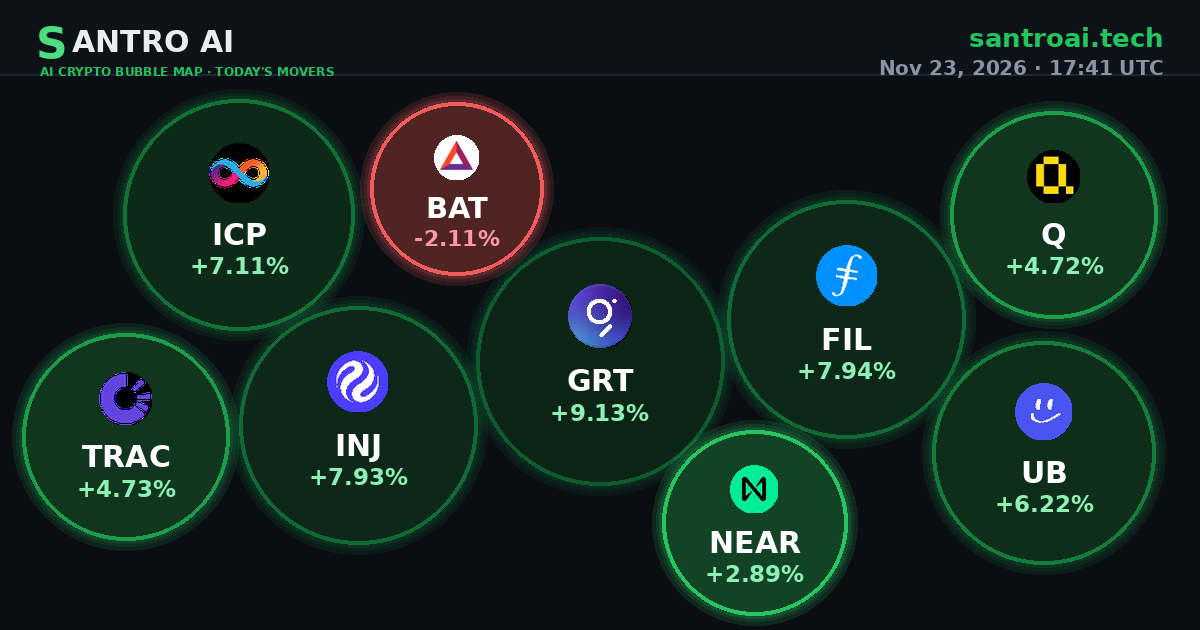 SANTRO AI
AI CRYPTO BUBBLE MAP · TODAY'S MOVERS
santroai.tech
Nov 23, 2026 · 17:41 UTC
ICP
+7.11%
BAT
-2.11%
Q
+4.72%
FIL
+7.94%
GRT
+9.13%
TRAC
+4.73%
INJ
+7.93%
UB
+6.22%
NEAR
+2.89%